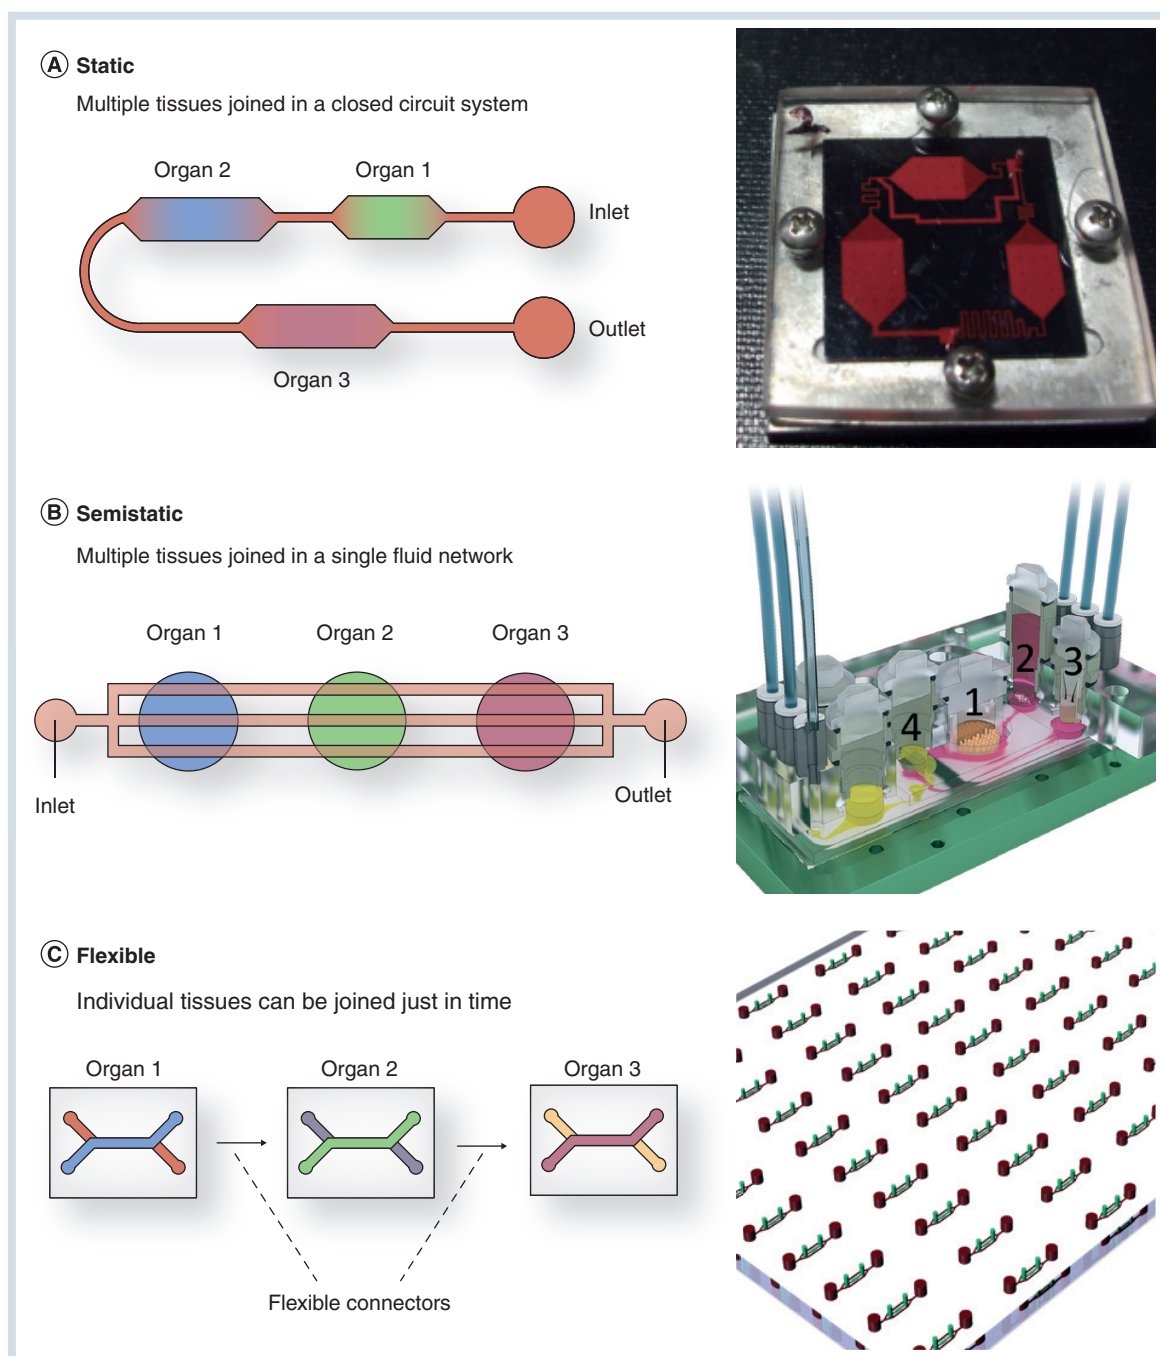 A Static
Multiple tissues joined in a closed circuit system
Organ 2 Organ 1
Inlet
Outlet
Organ 3
B Semistatic
Multiple tissues joined in a single fluid network
Organ 1 Organ 2 Organ 3
Inlet
Outlet
2 3
1
4
C Flexible
Individual tissues can be joined just in time
Organ 1 Organ 2 Organ 3
Flexible connectors